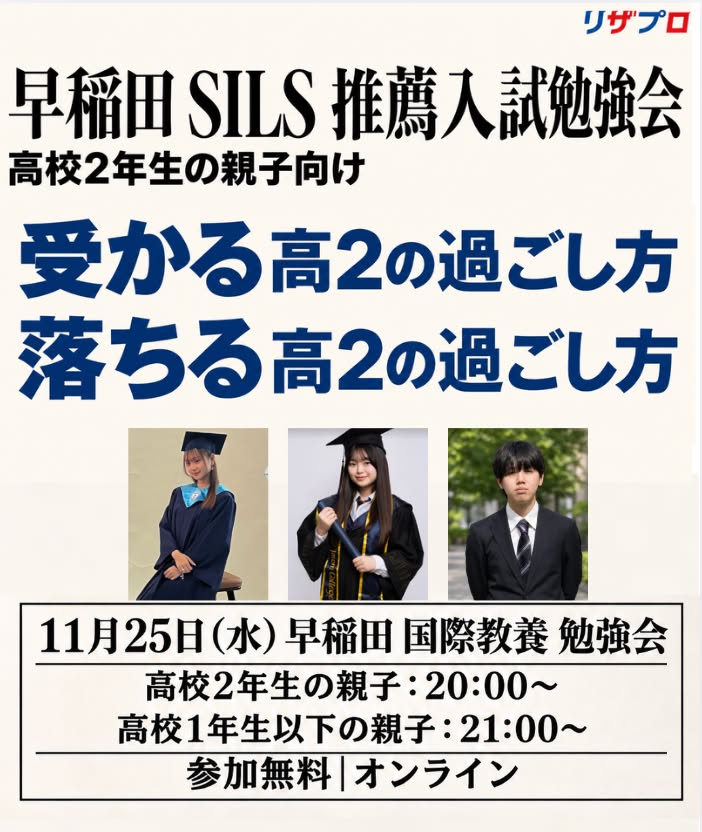 リザプロ
早稲田 SILS 推薦入試勉強会
高校2年生の親子向け
受かる高2の過ごし方
落ちる高2の過ごし方
11月25日(水) 早稲田 国際教養 勉強会
高校2年生の親子：20:00〜
高校1年生以下の親子：21:00〜
参加無料｜オンライン